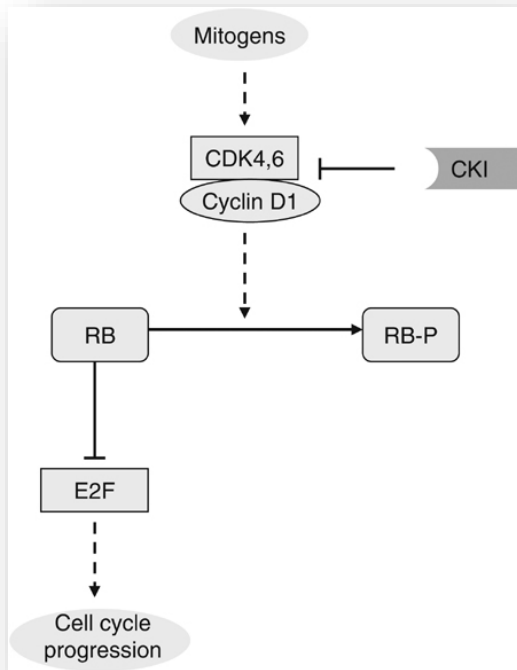 Mitogens
CDK4,6
CKI
Cyclin D1
RB
RB-P
E2F
Cell cycle
progression